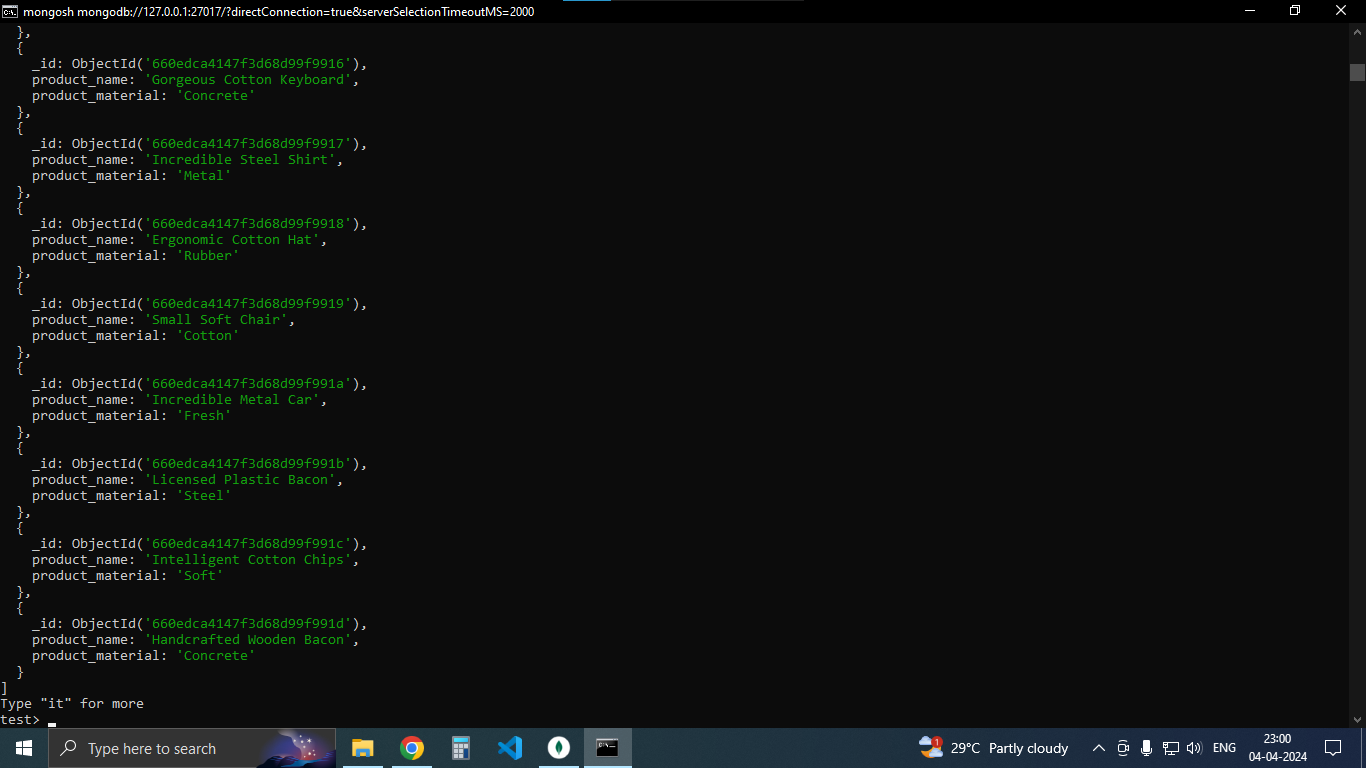 mongosh mongodb://127.0.0.1:27017/?directConnection=true&serverSelectionTimeoutMS=2000
},
{
_id: ObjectId('660edca4147f3d68d99f9916'),
product_name: 'Gorgeous Cotton Keyboard',
product_material: 'Concrete'
},
{
_id: ObjectId('660edca4147f3d68d99f9917'),
product_name: 'Incredible Steel Shirt',
product_material: 'Metal'
},
{
_id: ObjectId('660edca4147f3d68d99f9918'),
product_name: 'Ergonomic Cotton Hat',
product_material: 'Rubber'
},
{
_id: ObjectId('660edca4147f3d68d99f9919'),
product_name: 'Small Soft Chair',
product_material: 'Cotton'
},
{
_id: ObjectId('660edca4147f3d68d99f991a'),
product_name: 'Incredible Metal Car',
product_material: 'Fresh'
},
{
_id: ObjectId('660edca4147f3d68d99f991b'),
product_name: 'Licensed Plastic Bacon',
product_material: 'Steel'
},
{
_id: ObjectId('660edca4147f3d68d99f991c'),
product_name: 'Intelligent Cotton Chips',
product_material: 'Soft'
},
{
_id: ObjectId('660edca4147f3d68d99f991d'),
product_name: 'Handcrafted Wooden Bacon',
product_material: 'Concrete'
}
]
Type "it" for more
test>
Type here to search
1
29°C Partly cloudy
ENG
23:00
04-04-2024